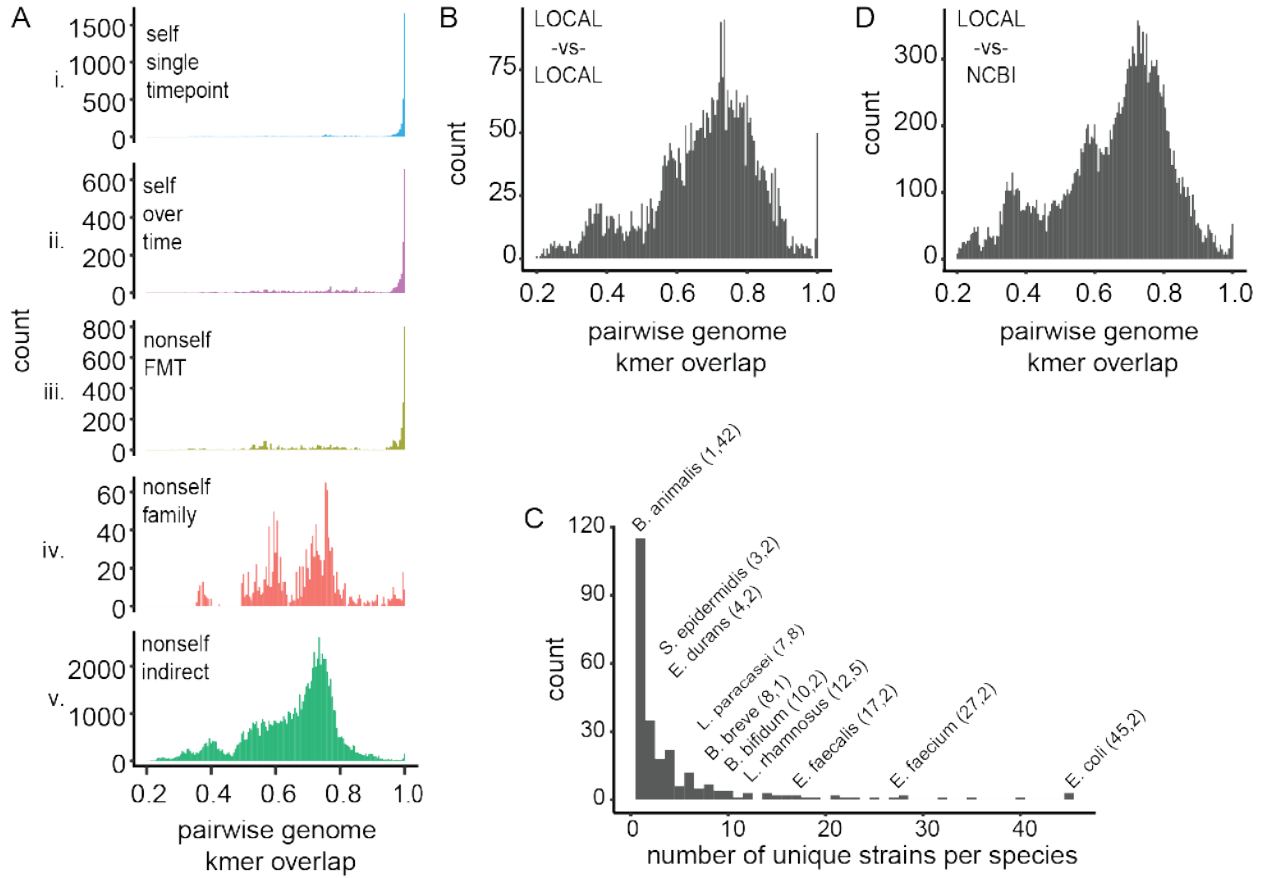 A
count
i.
1500
1000
500
0
self
single
timepoint
ii.
600
400
200
0
self
over
time
iii.
800
600
400
200
0
nonself
FMT
iv.
60
40
20
0
nonself
family
v.
2000
1000
0
nonself
indirect
0.2 0.4 0.6 0.8 1.0
pairwise genome
kmer overlap
B
LOCAL
-vs-
LOCAL
count
75
50
25
0
0.2 0.4 0.6 0.8 1.0
pairwise genome
kmer overlap
D
LOCAL
-vs-
NCBI
count
300
200
100
0
0.2 0.4 0.6 0.8 1.0
pairwise genome
kmer overlap
C
count
120
90
60
30
0
B. animalis (1,42)
S. epidermidis (3,2)
E. durans (4,2)
L. paracasei (7,8)
B. breve (8,1)
B. bifidum (10,2)
L. rhamnosus (12,5)
E. faecalis (17,2)
E. faecium (27,2)
E. coli (45,2)
0 10 20 30 40
number of unique strains per species